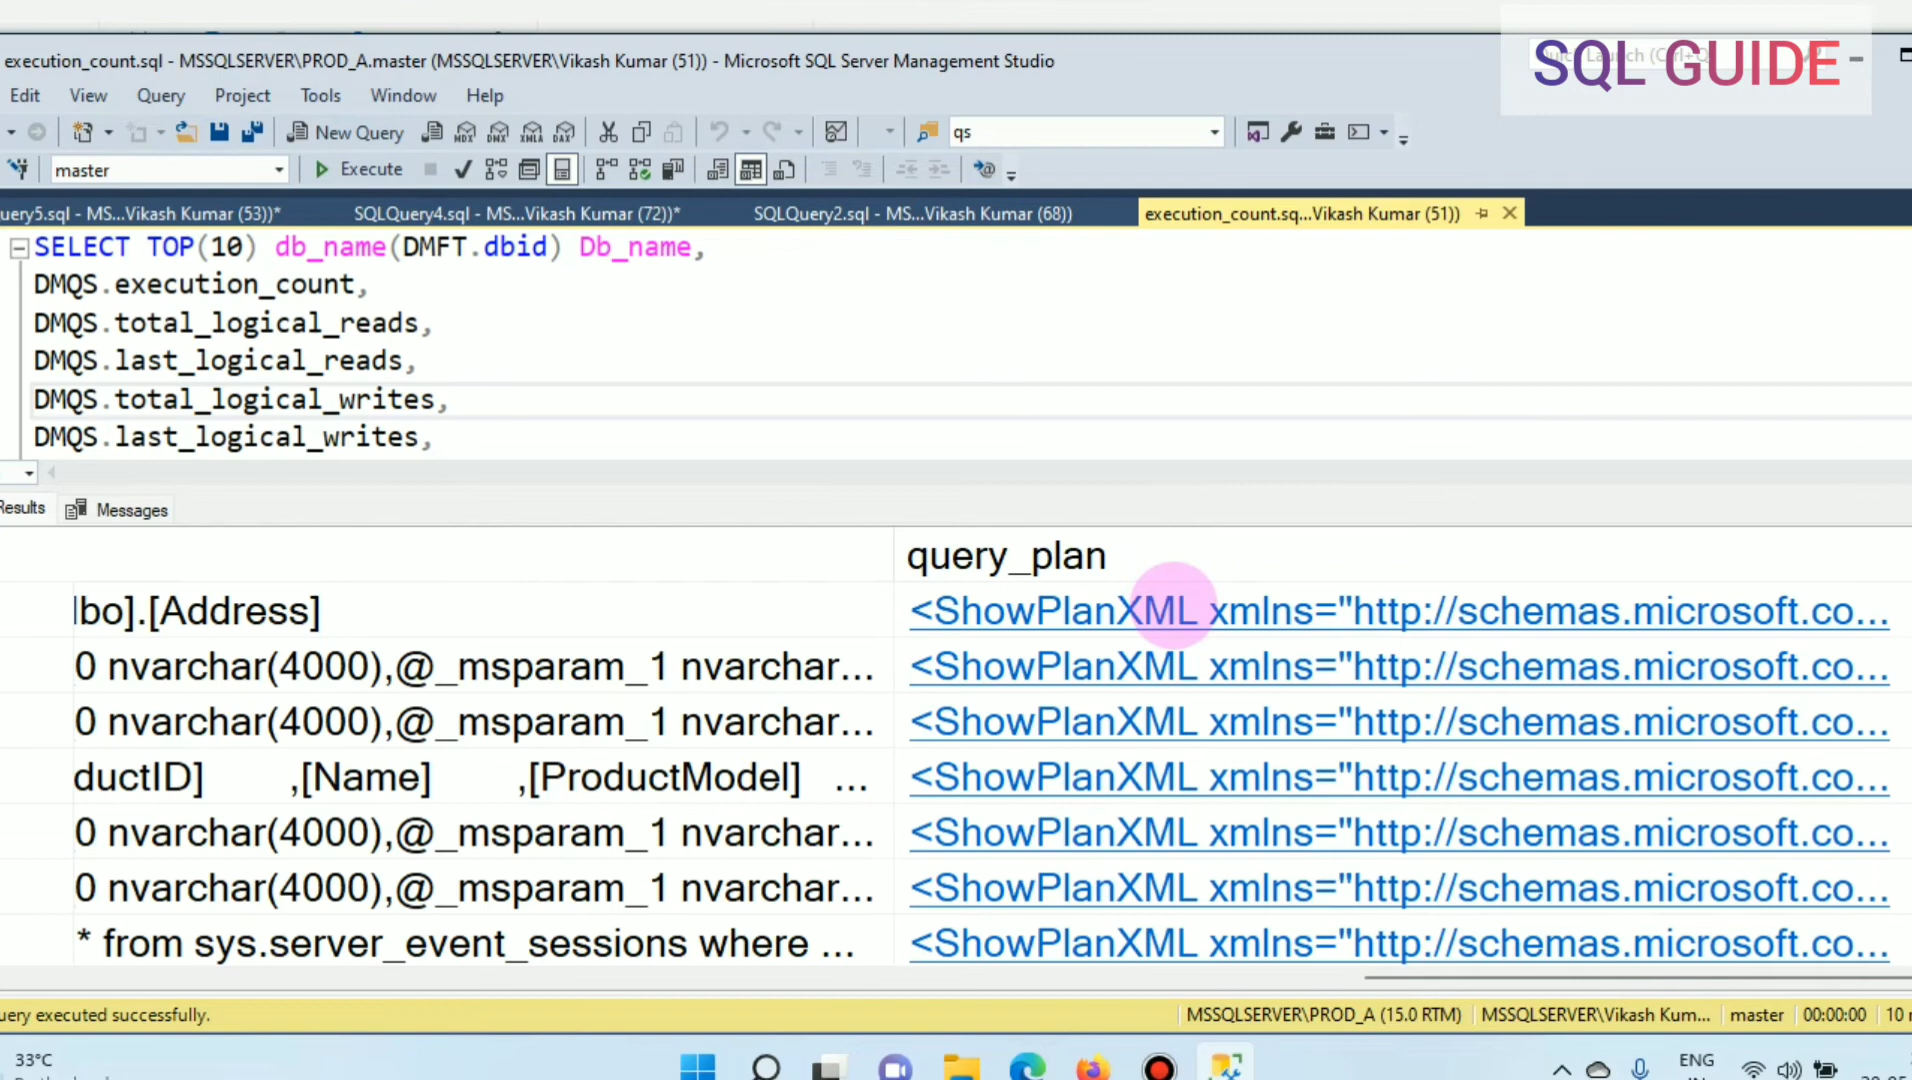 SQL GUIDE
execution_count.sql - MSSQLSERVER\PROD_A.master (MSSQLSERVER\Vikash Kumar (51)) - Microsoft SQL Server Management Studio
Edit View Query Project Tools Window Help
New Query MDX DMX XMLA DAX qs
master Execute
uery5.sql - MS...Vikash Kumar (53))* SQLQuery4.sql - MS...Vikash Kumar (72))* SQLQuery2.sql - MS...Vikash Kumar (68)) execution_count.sq...Vikash Kumar (51))
SELECT TOP(10) db_name(DMFT.dbid) Db_name,
DMQS.execution_count,
DMQS.total_logical_reads,
DMQS.last_logical_reads,
DMQS.total_logical_writes,
DMQS.last_logical_writes,
Results Messages
query_plan
lbo].[Address] <ShowPlanXML xmlns="http://schemas.microsoft.co...
0 nvarchar(4000),@_msparam_1 nvarchar... <ShowPlanXML xmlns="http://schemas.microsoft.co...
0 nvarchar(4000),@_msparam_1 nvarchar... <ShowPlanXML xmlns="http://schemas.microsoft.co...
ductID] ,[Name] ,[ProductModel] ... <ShowPlanXML xmlns="http://schemas.microsoft.co...
0 nvarchar(4000),@_msparam_1 nvarchar... <ShowPlanXML xmlns="http://schemas.microsoft.co...
0 nvarchar(4000),@_msparam_1 nvarchar... <ShowPlanXML xmlns="http://schemas.microsoft.co...
* from sys.server_event_sessions where ... <ShowPlanXML xmlns="http://schemas.microsoft.co...
uery executed successfully. MSSQLSERVER\PROD_A (15.0 RTM) MSSQLSERVER\Vikash Kum... master 00:00:00 10
33°C ENG